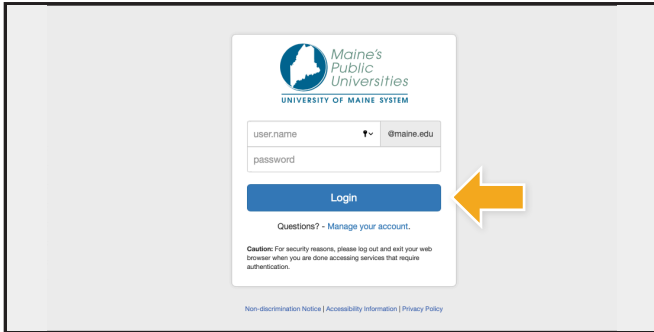 Maine's
Public
Universities
UNIVERSITY OF MAINE SYSTEM
user.name @maine.edu
password
Login
Questions? - Manage your account.
Caution: For security reasons, please log out and exit your web
browser when you are done accessing services that require
authentication.
Non-discrimination Notice | Accessibility Information | Privacy Policy